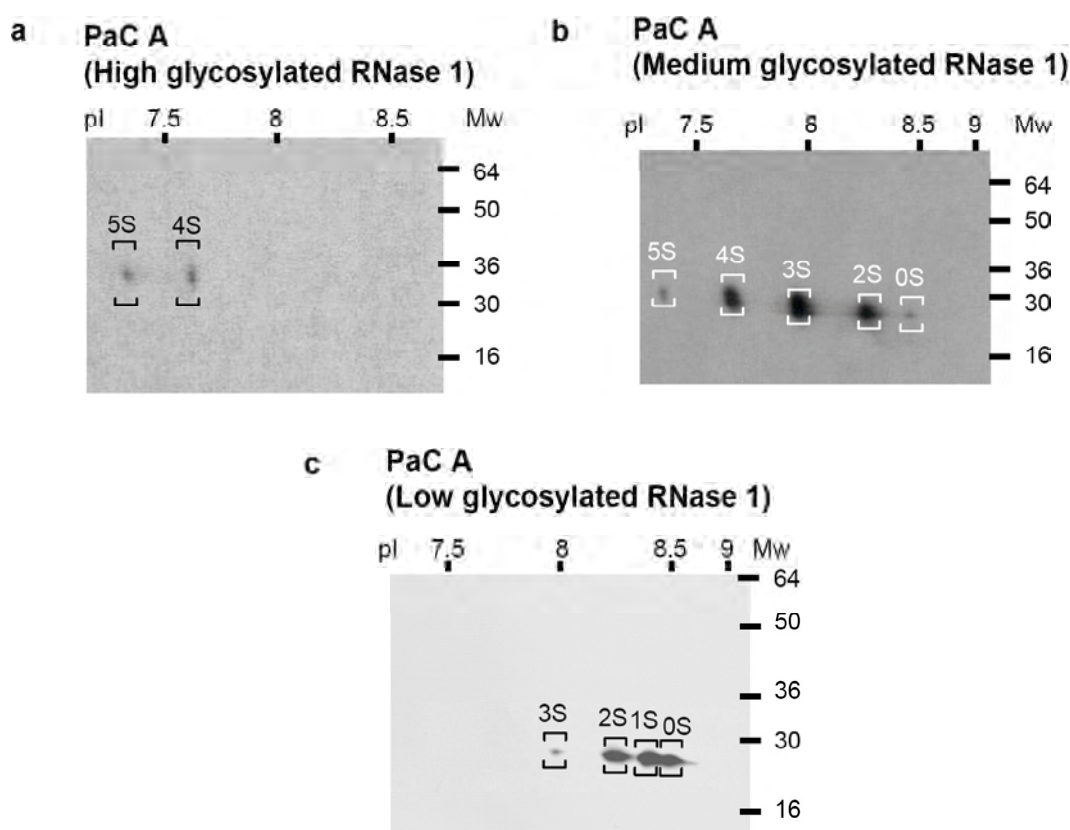 a
PaC A
(High glycosylated RNase 1)
pI 7.5 8 8.5 Mw
64
50
5S 4S
36
30
16
b
PaC A
(Medium glycosylated RNase 1)
pI 7.5 8 8.5 9 Mw
64
50
5S 4S 3S 2S 0S
36
30
16
c
PaC A
(Low glycosylated RNase 1)
pI 7.5 8 8.5 9 Mw
64
50
36
3S 2S 1S 0S
30
16